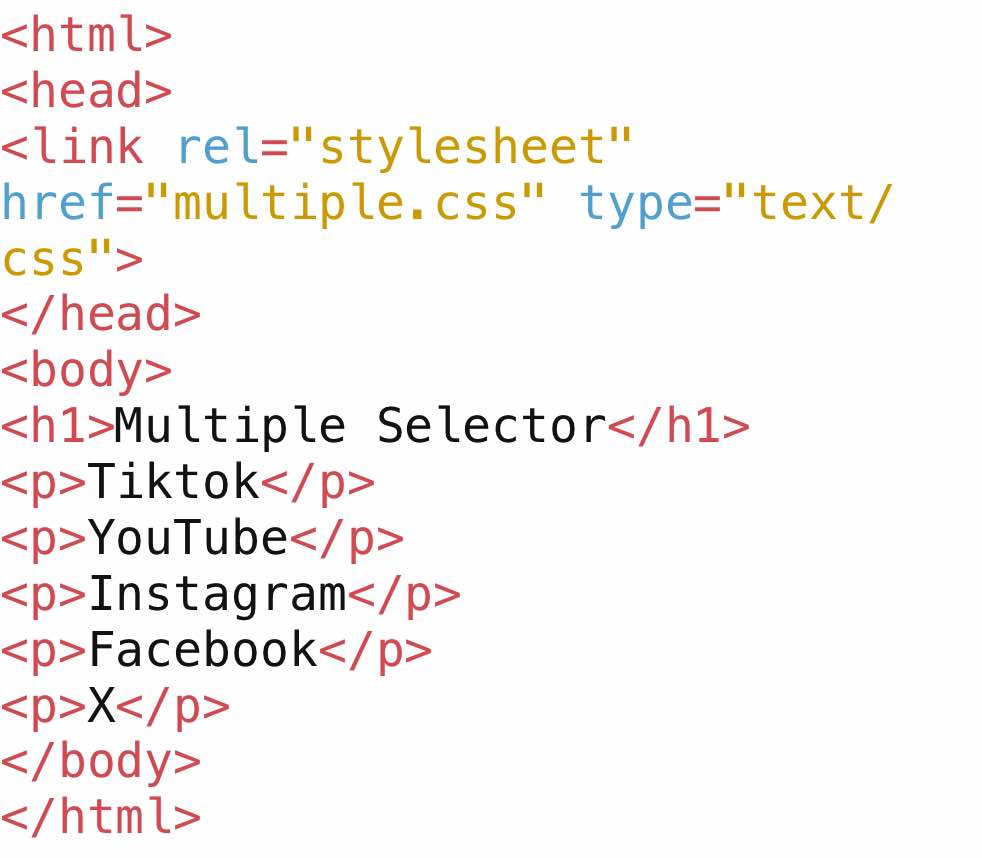 <html>
<head>
<link rel="stylesheet"
href="multiple.css" type="text/
css">
</head>
<body>
<h1>Multiple Selector</h1>
<p>Tiktok</p>
<p>YouTube</p>
<p>Instagram</p>
<p>Facebook</p>
<p>X</p>
</body>
</html>